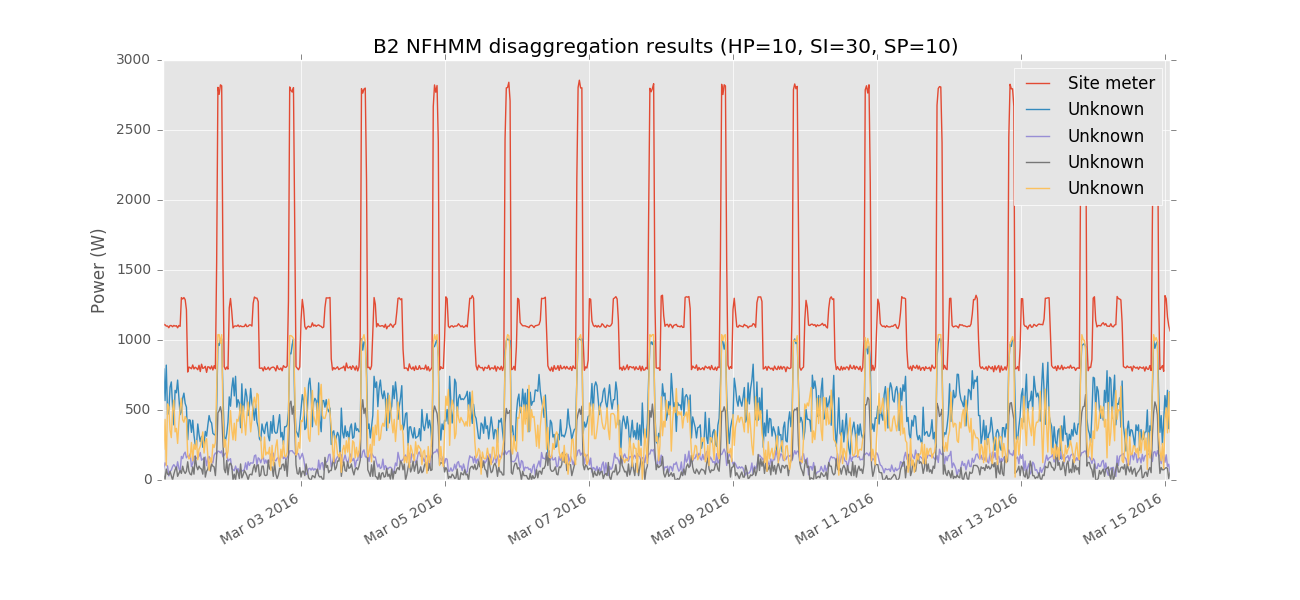 B2 NFHMM disaggregation results (HP=10, SI=30, SP=10)
3000
2500
2000
1500
1000
500
0
Power (W)
Site meter
Unknown
Unknown
Unknown
Unknown
Mar 03 2016
Mar 05 2016
Mar 07 2016
Mar 09 2016
Mar 11 2016
Mar 13 2016
Mar 15 2016